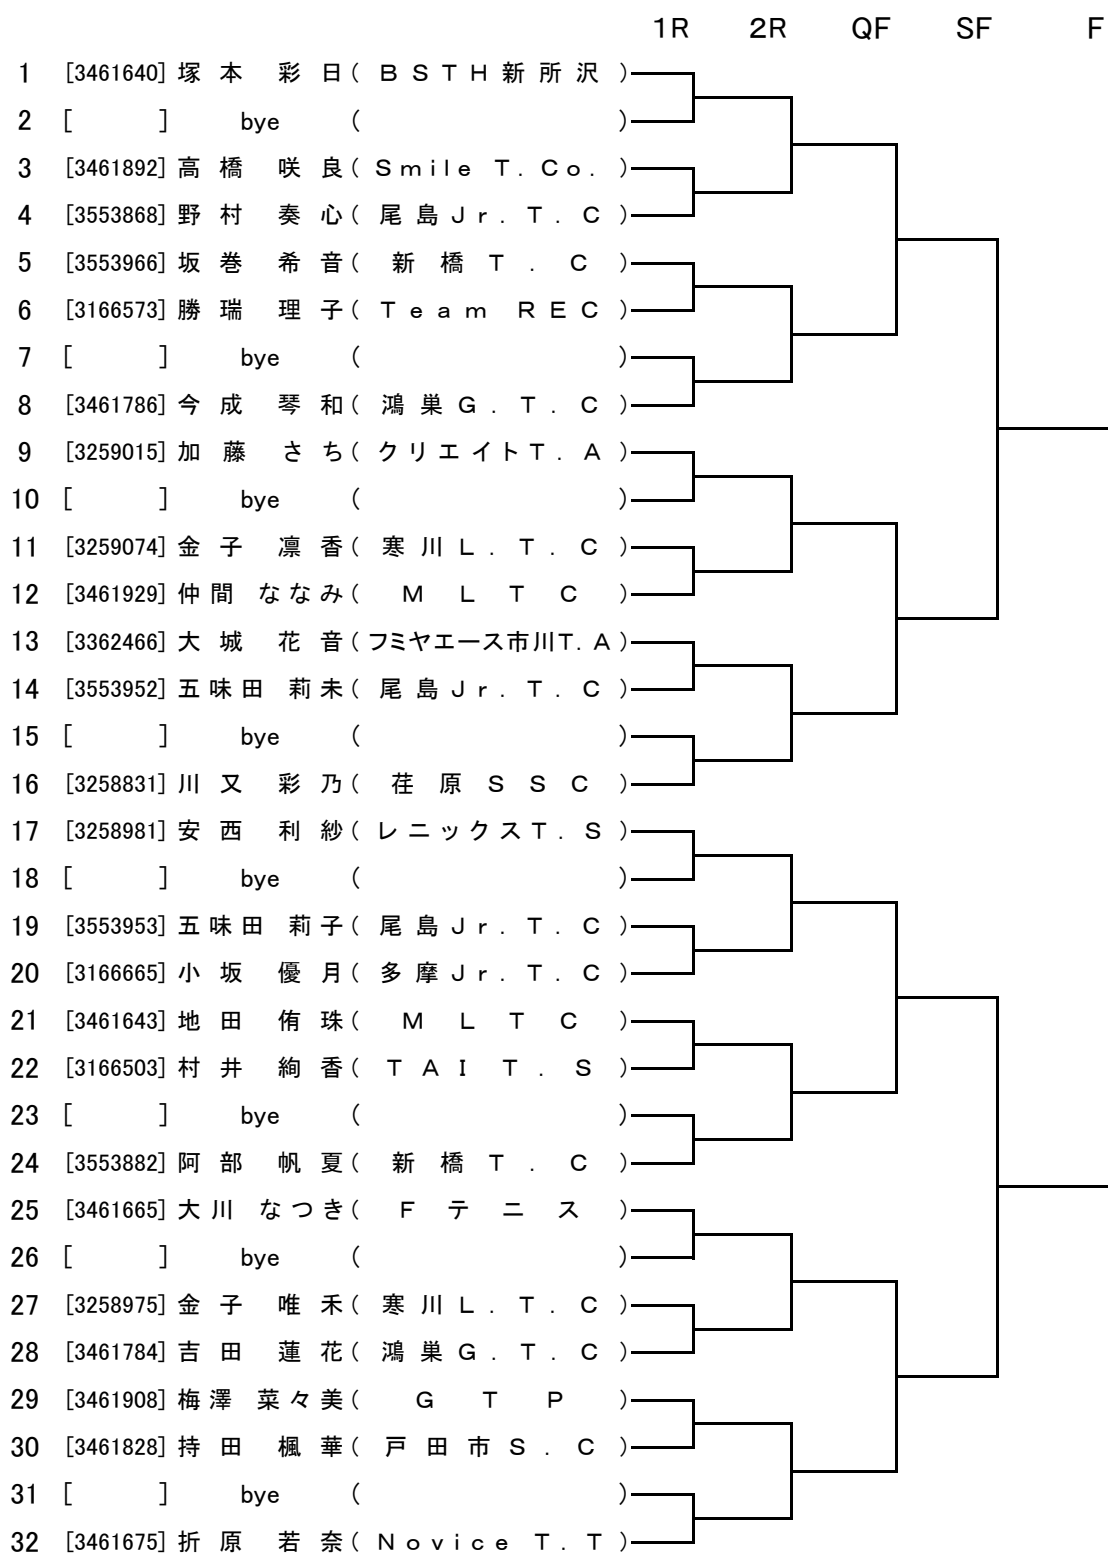 1R 2R QF SF F
1 [3461640] 塚本 彩日(BSTH新所沢)
2 [ ] bye ( )
3 [3461892] 高橋 咲良(Smile T.Co.)
4 [3553868] 野村 奏心(尾島Jr.T.C)
5 [3553966] 坂巻 希音(新橋T.C)
6 [3166573] 勝瑞 理子(Team REC)
7 [ ] bye ( )
8 [3461786] 今成 琴和(鴻巣G.T.C)
9 [3259015] 加藤 さち(クリエイトT.A)
10 [ ] bye ( )
11 [3259074] 金子 凛香(寒川L.T.C)
12 [3461929] 仲間 ななみ(MLTC)
13 [3362466] 大城 花音(フミヤエース市川T.A)
14 [3553952] 五味田 莉未(尾島Jr.T.C)
15 [ ] bye ( )
16 [3258831] 川又 彩乃(荏原SSC)
17 [3258981] 安西 利紗(レニックスT.S)
18 [ ] bye ( )
19 [3553953] 五味田 莉子(尾島Jr.T.C)
20 [3166665] 小坂 優月(多摩Jr.T.C)
21 [3461643] 地田 侑珠(MLTC)
22 [3166503] 村井 絢香(TAI T.S)
23 [ ] bye ( )
24 [3553882] 阿部 帆夏(新橋T.C)
25 [3461665] 大川 なつき(Fテニス)
26 [ ] bye ( )
27 [3258975] 金子 唯禾(寒川L.T.C)
28 [3461784] 吉田 蓮花(鴻巣G.T.C)
29 [3461908] 梅澤 菜々美(GTP)
30 [3461828] 持田 楓華(戸田市S.C)
31 [ ] bye ( )
32 [3461675] 折原 若奈(Novice T.T)